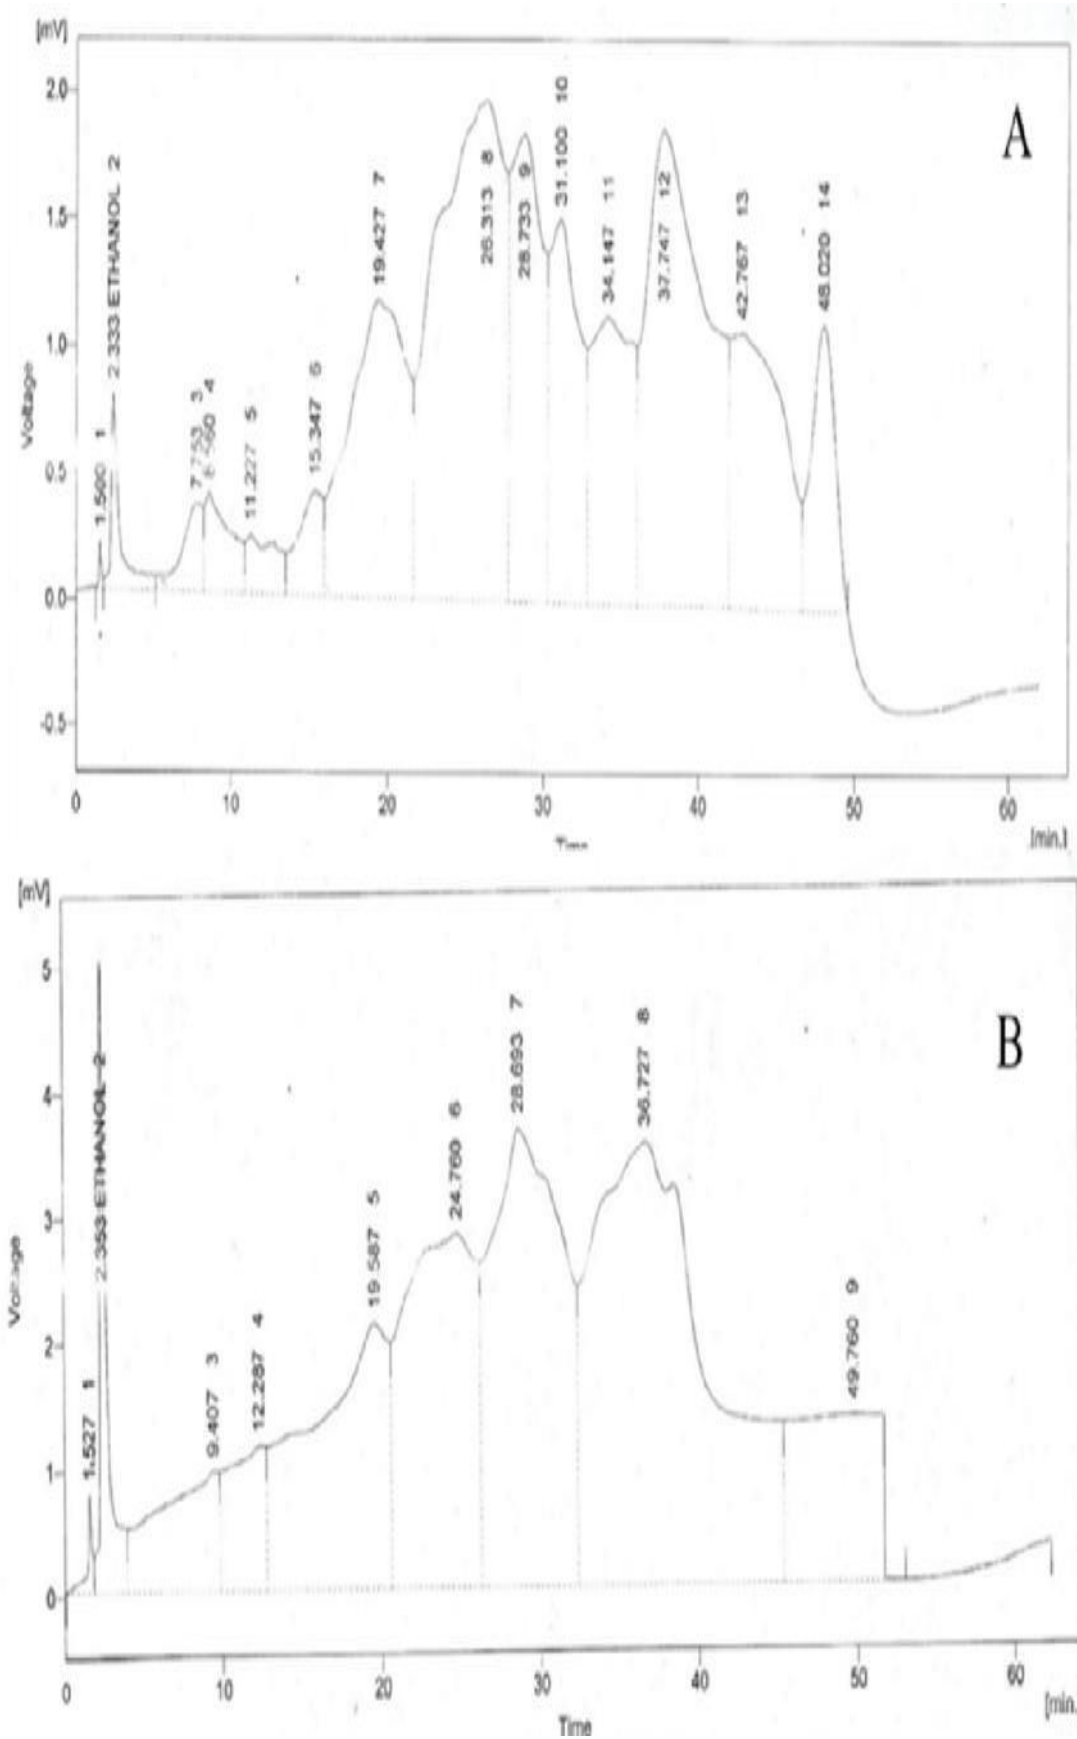 [mV]
A
2.0
1.5
1.0
0.5
0.0
-0.5
Voltage
1.500 1
2.333 ETHANOL 2
7.753 3
8.560 4
11.227 5
15.347 6
19.427 7
26.313 8
28.733 9
31.100 10
34.147 11
37.747 12
42.767 13
48.020 14
0 10 20 30 40 50 60
Time
[min.]
[mV]
B
5
4
3
2
1
0
Voltage
1.527 1
2.353 ETHANOL 2
9.407 3
12.287 4
19.587 5
24.760 6
28.693 7
36.727 8
49.760 9
0 10 20 30 40 50 60
Time
[min.